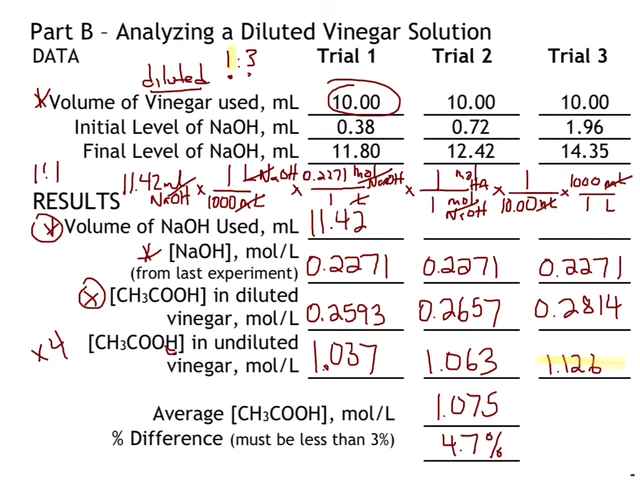 Part B – Analyzing a Diluted Vinegar Solution
DATA Trial 1 Trial 2 Trial 3
diluted 1:3
Volume of Vinegar used, mL 10.00 10.00 10.00
Initial Level of NaOH, mL 0.38 0.72 1.96
Final Level of NaOH, mL 11.80 12.42 14.35
1:1 11.42 mL NaOH × 1 L NaOH / 1000 mL × 0.2271 mol NaOH / 1 L × 1 mol HA / 1 mol NaOH × 1 / 10.00 mL × 1000 mL / 1 L
RESULTS
Volume of NaOH Used, mL 11.42
[NaOH], mol/L
(from last experiment) 0.2271 0.2271 0.2271
[CH3COOH] in diluted
vinegar, mol/L 0.2593 0.2657 0.2814
×4 [CH3COOH] in undiluted
vinegar, mol/L 1.037 1.063 1.126
Average [CH3COOH], mol/L 1.075
% Difference (must be less than 3%) 4.7%